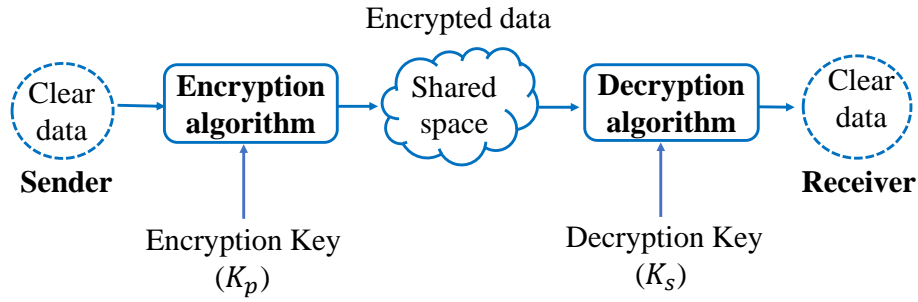 Encrypted data
Clear
data
Encryption
algorithm
Shared
space
Decryption
algorithm
Clear
data
Sender
Receiver
Encryption Key
(K_p)
Decryption Key
(K_s)